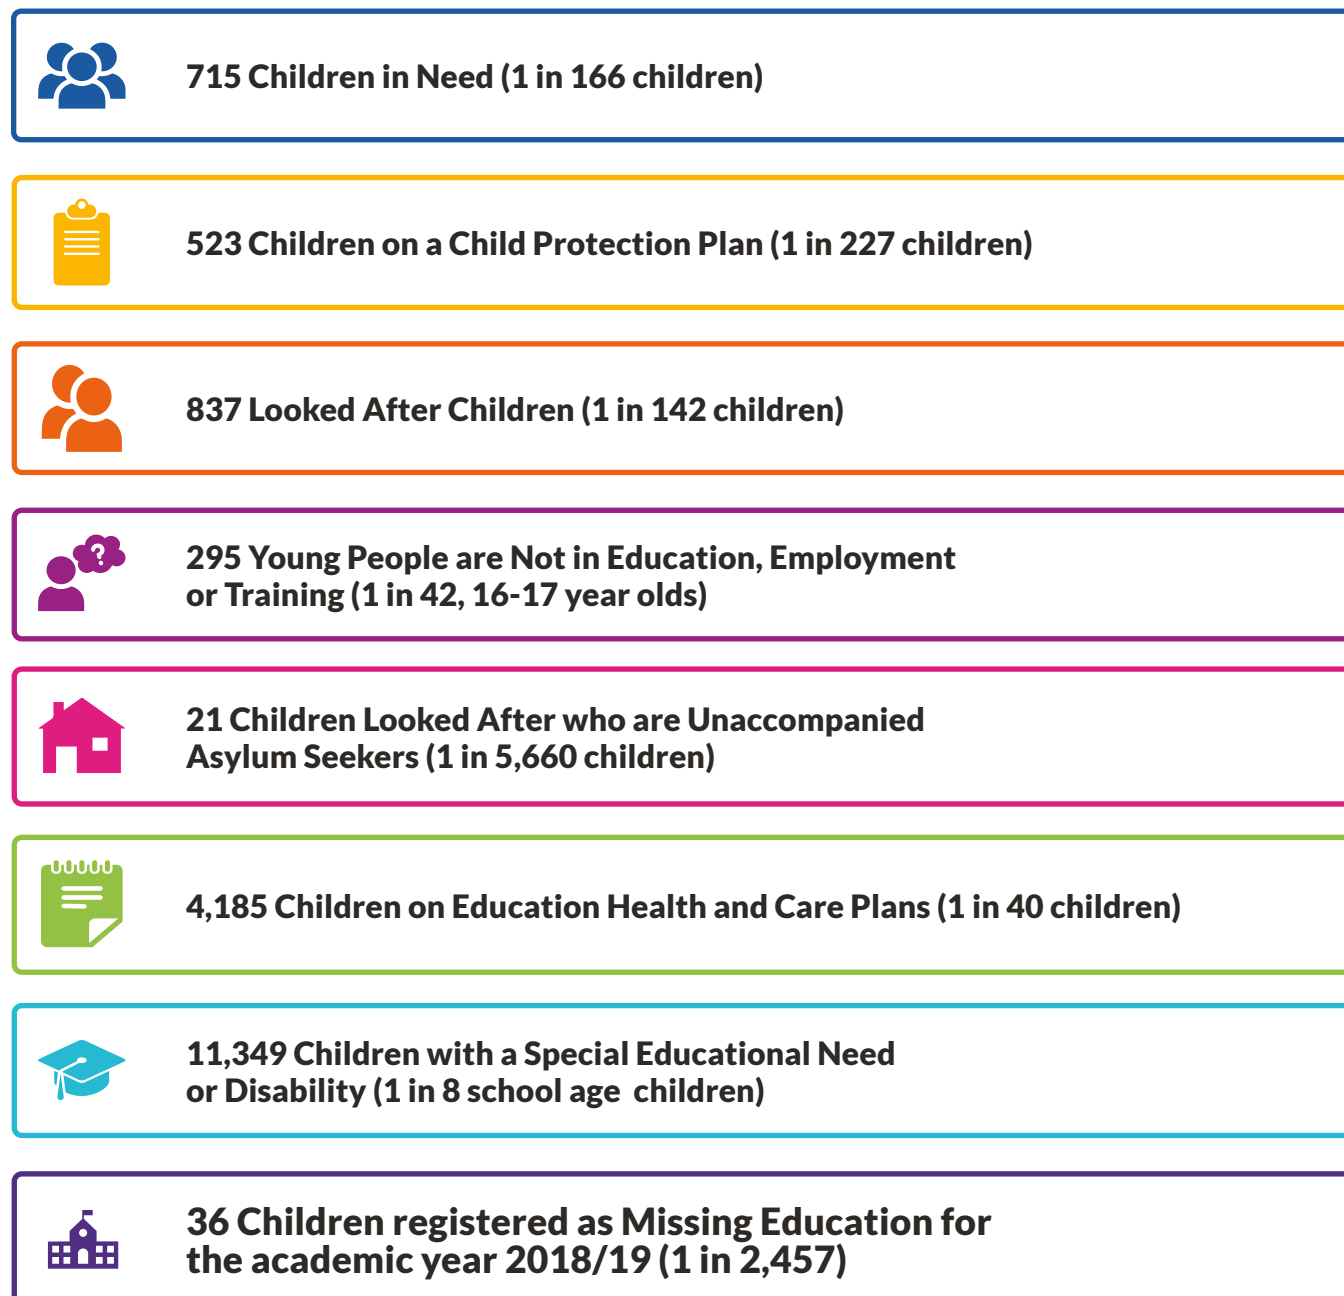 715 Children in Need (1 in 166 children)
523 Children on a Child Protection Plan (1 in 227 children)
837 Looked After Children (1 in 142 children)
?
295 Young People are Not in Education, Employment
or Training (1 in 42, 16-17 year olds)
21 Children Looked After who are Unaccompanied
Asylum Seekers (1 in 5,660 children)
4,185 Children on Education Health and Care Plans (1 in 40 children)
11,349 Children with a Special Educational Need
or Disability (1 in 8 school age  children)
36 Children registered as Missing Education for
the academic year 2018/19 (1 in 2,457)